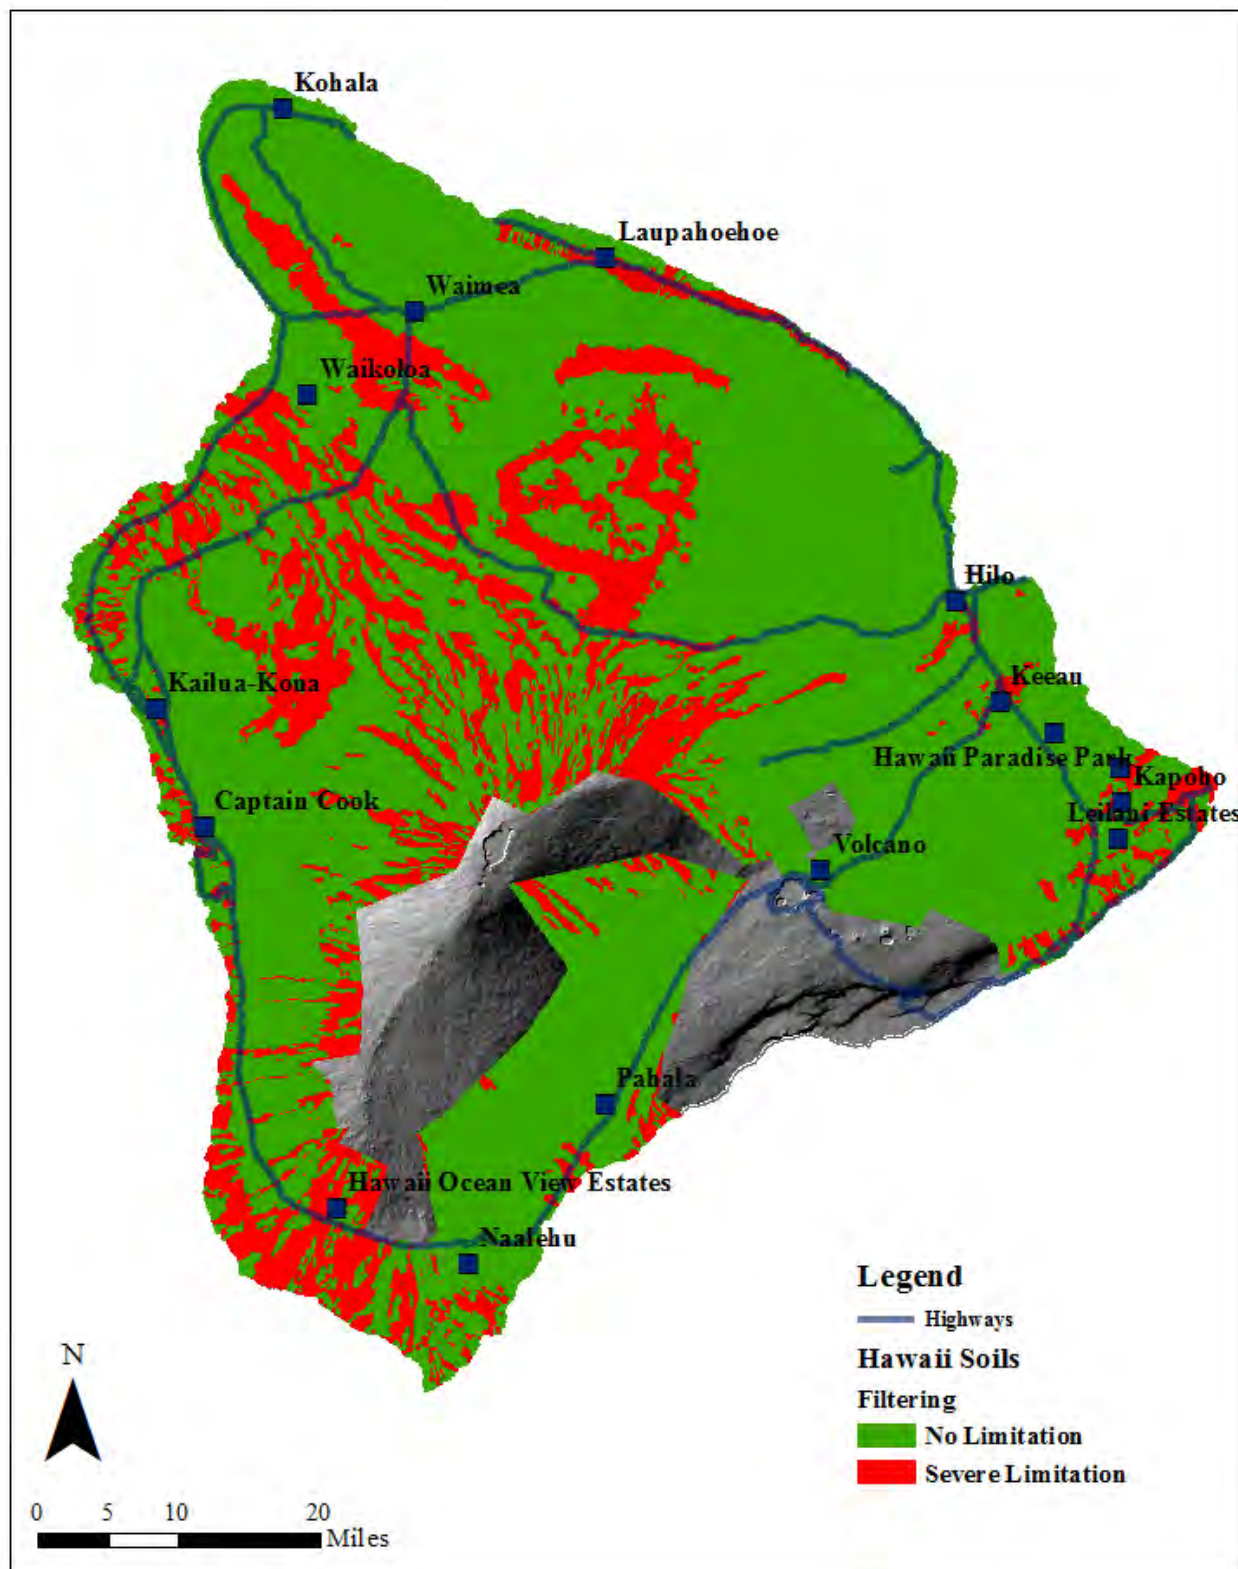 Kohala
Laupahoehoe
Waimea
Waikoloa
Hilo
Keeau
Kailua-Kona
Hawaii Paradise Park
Kapoho
Captain Cook
Leilani Estates
Volcano
Pahala
Hawaii Ocean View Estates
Naalehu
Legend
Highways
Hawaii Soils
Filtering
No Limitation
Severe Limitation
N
0 5 10 20
Miles